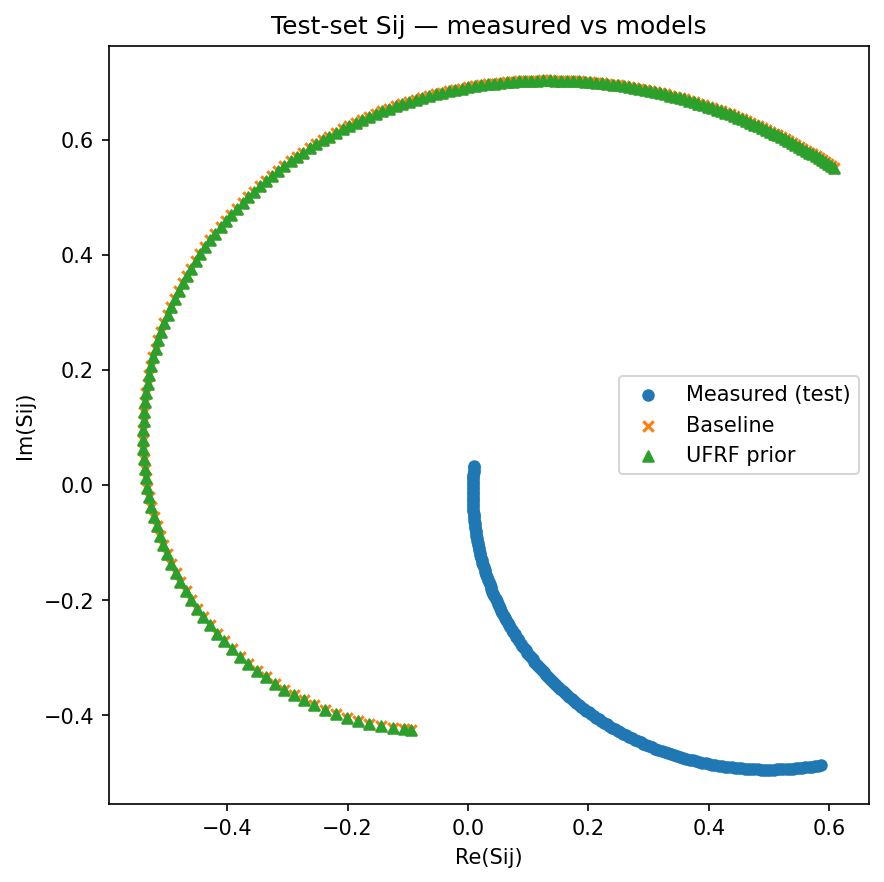 Test-set Sij — measured vs models
Im(Sij)
0.6
0.4
0.2
0.0
−0.2
−0.4
Measured (test)
Baseline
UFRF prior
−0.4 −0.2 0.0 0.2 0.4 0.6
Re(Sij)